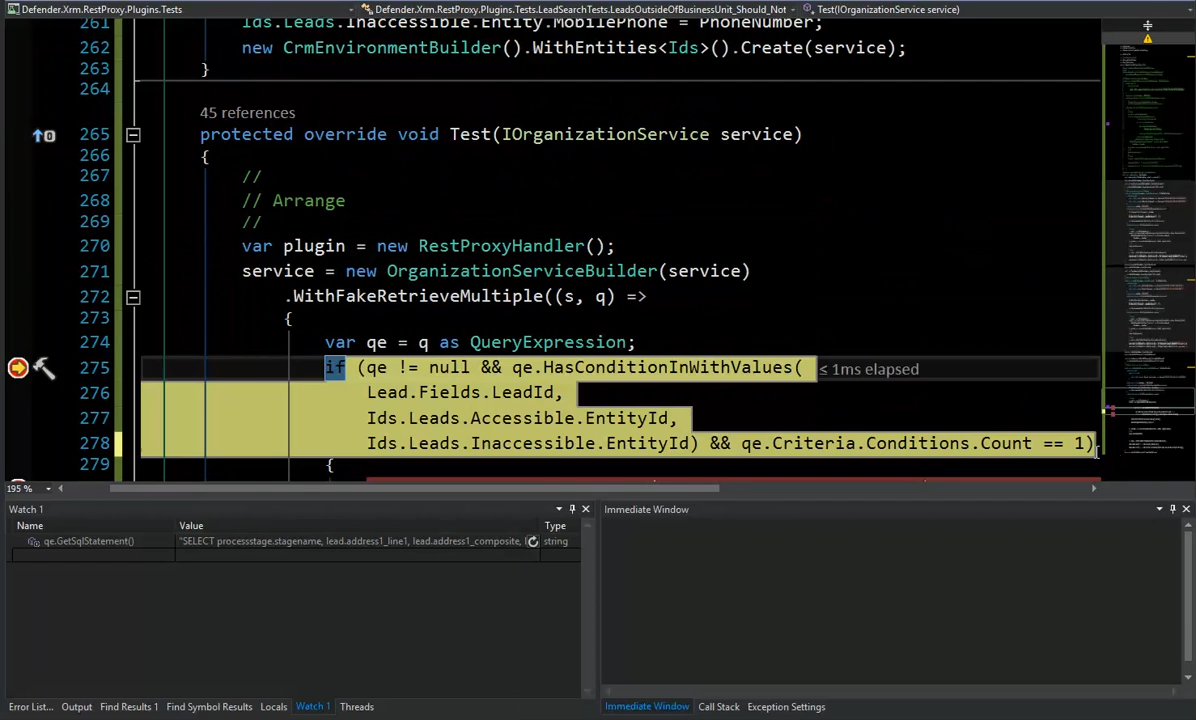 Defender.Xrm.RestProxy.Plugins.Tests
Defender.Xrm.RestProxy.Plugins.Tests.LeadSearchTests.LeadsOutsideOfBusinessUnit_Should_Not
Test(IOrganizationService service)
261 Ids.Leads.Inaccessible.Entity.MobilePhone = PhoneNumber;
262 new CrmEnvironmentBuilder().WithEntities<Ids>().Create(service);
263 }
264
45 references
265 protected override void Test(IOrganizationService service)
266 {
267 //
268 // Arrange
269 //
270 var plugin = new RestProxyHandler();
271 service = new OrganizationServiceBuilder(service)
272 .WithFakeRetrieveMultiple((s, q) =>
273 {
274 var qe = q as QueryExpression;
275 if (qe != null && qe.HasConditionInWithValues( ≤ 1ms elapsed
276 Lead.Fields.LeadId,
277 Ids.Leads.Accessible.EntityId,
278 Ids.Leads.Inaccessible.EntityId) && qe.Criteria.Conditions.Count == 1)
279 {
195 %
Watch 1
Name Value Type
qe.GetSqlStatement() "SELECT processstage.stagename, lead.address1_line1, lead.address1_composite, string
Immediate Window
Error List... Output Find Results 1 Find Symbol Results Locals Watch 1 Threads
Immediate Window Call Stack Exception Settings